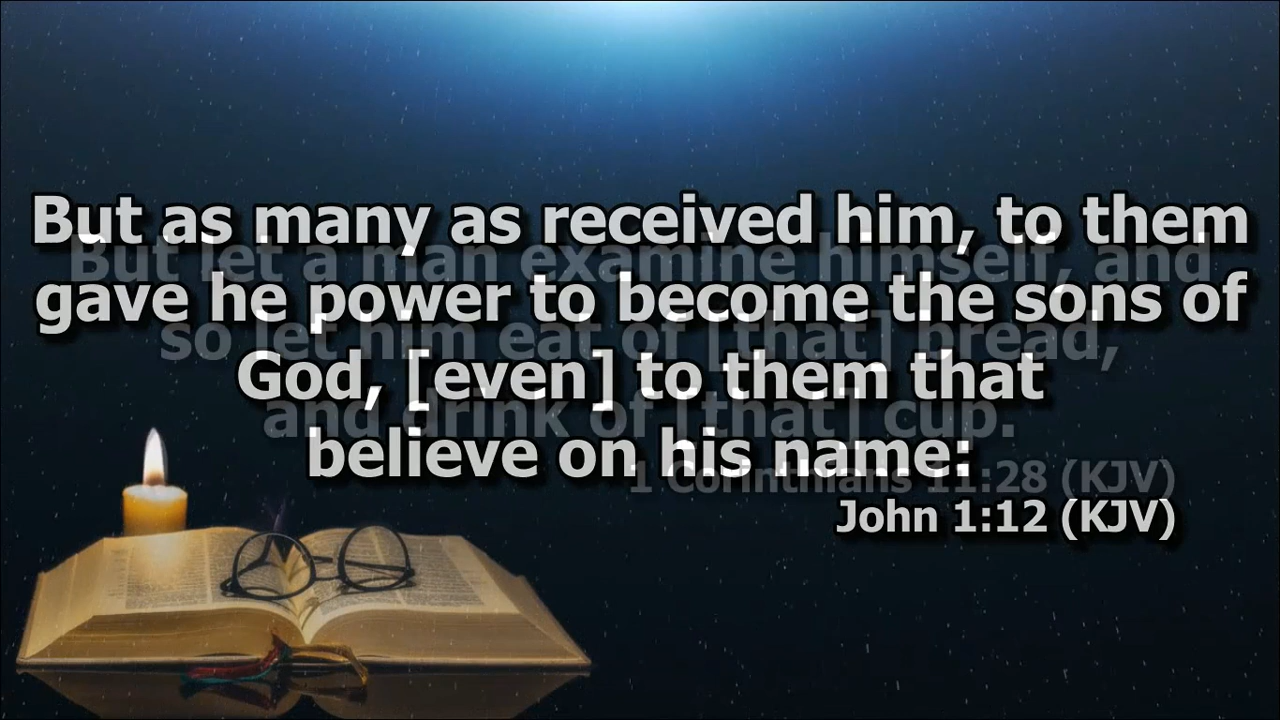 But as many as received him, to them
gave he power to become the sons of
God, [even] to them that
believe on his name:
John 1:12 (KJV)
But let a man examine himself, and
so let him eat of [that] bread,
and drink of [that] cup.
1 Corinthians 11:28 (KJV)